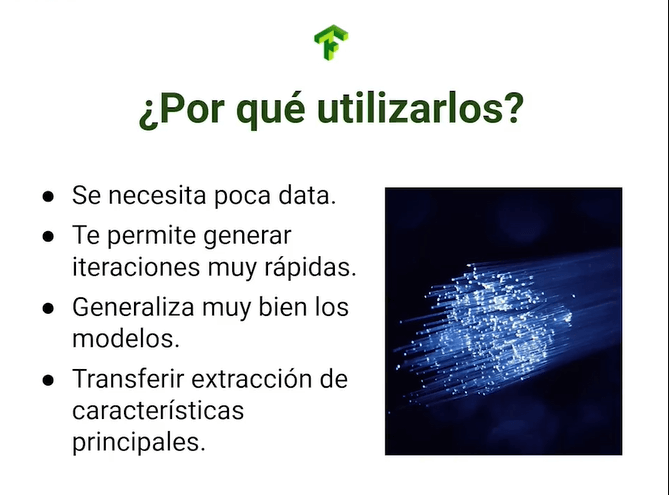 ¿Por qué utilizarlos?
● Se necesita poca data.
● Te permite generar
iteraciones muy rápidas.
● Generaliza muy bien los
modelos.
● Transferir extracción de
características
principales.